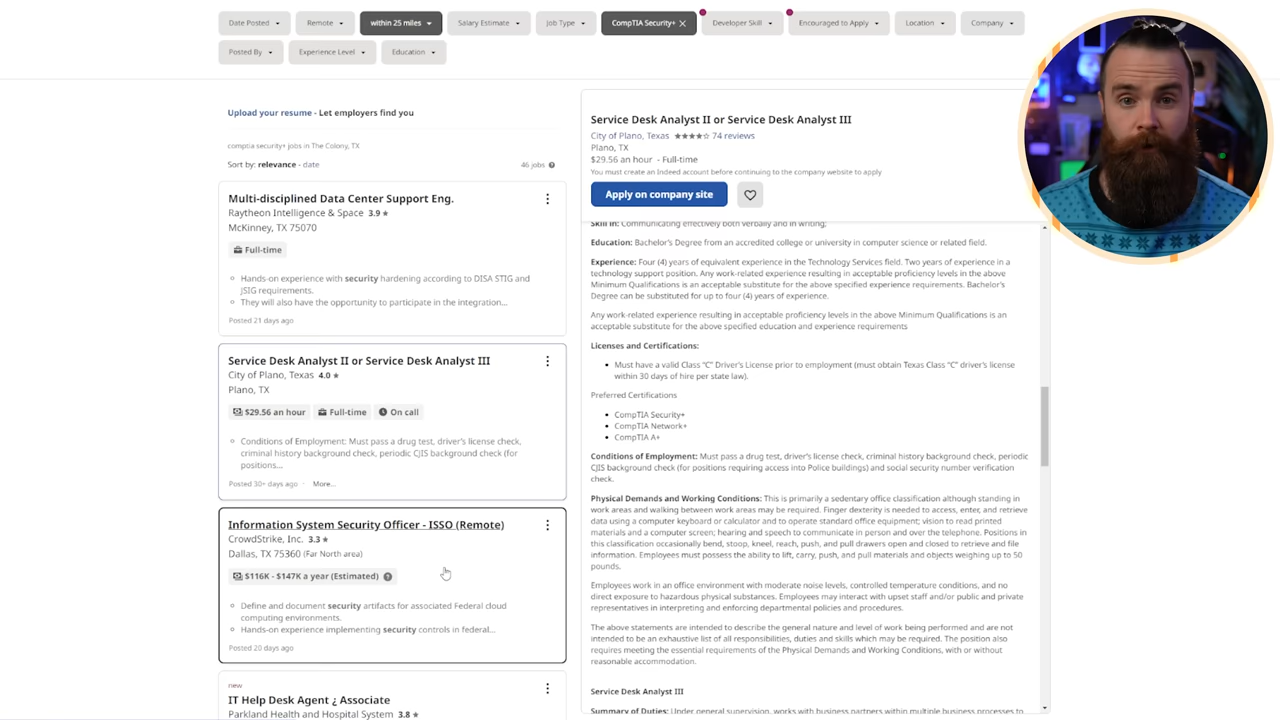 Date Posted
Remote
within 25 miles
Salary Estimate
Job Type
CompTIA Security+
Developer Skill
Encouraged to Apply
Location
Company
Posted By
Experience Level
Education
Upload your resume - Let employers find you
comptia security+ jobs in The Colony, TX
Sort by: relevance - date
46 jobs
Multi-disciplined Data Center Support Eng.
Raytheon Intelligence & Space 3.9
McKinney, TX 75070
Full-time
Hands-on experience with security hardening according to DISA STIG and
JSIG requirements.
They will also have the opportunity to participate in the integration...
Posted 21 days ago
Service Desk Analyst II or Service Desk Analyst III
City of Plano, Texas 4.0
Plano, TX
$29.56 an hour
Full-time
On call
Conditions of Employment: Must pass a drug test, driver's license check,
criminal history background check, periodic CJIS background check (for
positions...
Posted 30+ days ago · More...
Information System Security Officer - ISSO (Remote)
CrowdStrike, Inc. 3.3
Dallas, TX 75360 (Far North area)
$116K - $147K a year (Estimated)
Define and document security artifacts for associated Federal cloud
computing environments.
Hands-on experience implementing security controls in federal...
Posted 20 days ago
new
IT Help Desk Agent ¿ Associate
Parkland Health and Hospital System 3.8
Service Desk Analyst II or Service Desk Analyst III
City of Plano, Texas 74 reviews
Plano, TX
$29.56 an hour - Full-time
You must create an Indeed account before continuing to the company website to apply
Apply on company site
Skill in: Communicating effectively both verbally and in writing;
Education: Bachelor's Degree from an accredited college or university in computer science or related field.
Experience: Four (4) years of equivalent experience in the Technology Services field. Two years of experience in a
technology support position. Any work-related experience resulting in acceptable proficiency levels in the above
Minimum Qualifications is an acceptable substitute for the above specified experience requirements. Bachelor's
Degree can be substituted for up to four (4) years of experience.
Any work-related experience resulting in acceptable proficiency levels in the above Minimum Qualifications is an
acceptable substitute for the above specified education and experience requirements
Licenses and Certifications:
Must have a valid Class “C” Driver's License prior to employment (must obtain Texas Class “C” driver's license
within 30 days of hire per state law).
Preferred Certifications
CompTIA Security+
CompTIA Network+
CompTIA A+
Conditions of Employment: Must pass a drug test, driver's license check, criminal history background check, periodic
CJIS background check (for positions requiring access into Police buildings) and social security number verification
check.
Physical Demands and Working Conditions: This is primarily a sedentary office classification although standing in
work areas and walking between work areas may be required. Finger dexterity is needed to access, enter, and retrieve
data using a computer keyboard or calculator and to operate standard office equipment; vision to read printed
materials and a computer screen; hearing and speech to communicate in person and over the telephone. Positions in
this classification occasionally bend, stoop, kneel, reach, push, and pull drawers open and closed to retrieve and file
information. Employees must possess the ability to lift, carry, push, and pull materials and objects weighing up to 50
pounds.
Employees work in an office environment with moderate noise levels, controlled temperature conditions, and no
direct exposure to hazardous physical substances. Employees may interact with upset staff and/or public and private
representatives in interpreting and enforcing departmental policies and procedures.
The above statements are intended to describe the general nature and level of work being performed and are not
intended to be an exhaustive list of all responsibilities, duties and skills which may be required. The position also
requires meeting the essential requirements of the Physical Demands and Working Conditions, with or without
reasonable accommodation.
Service Desk Analyst III
Summary of Duties: Under general supervision, works with business partners within multiple business processes to